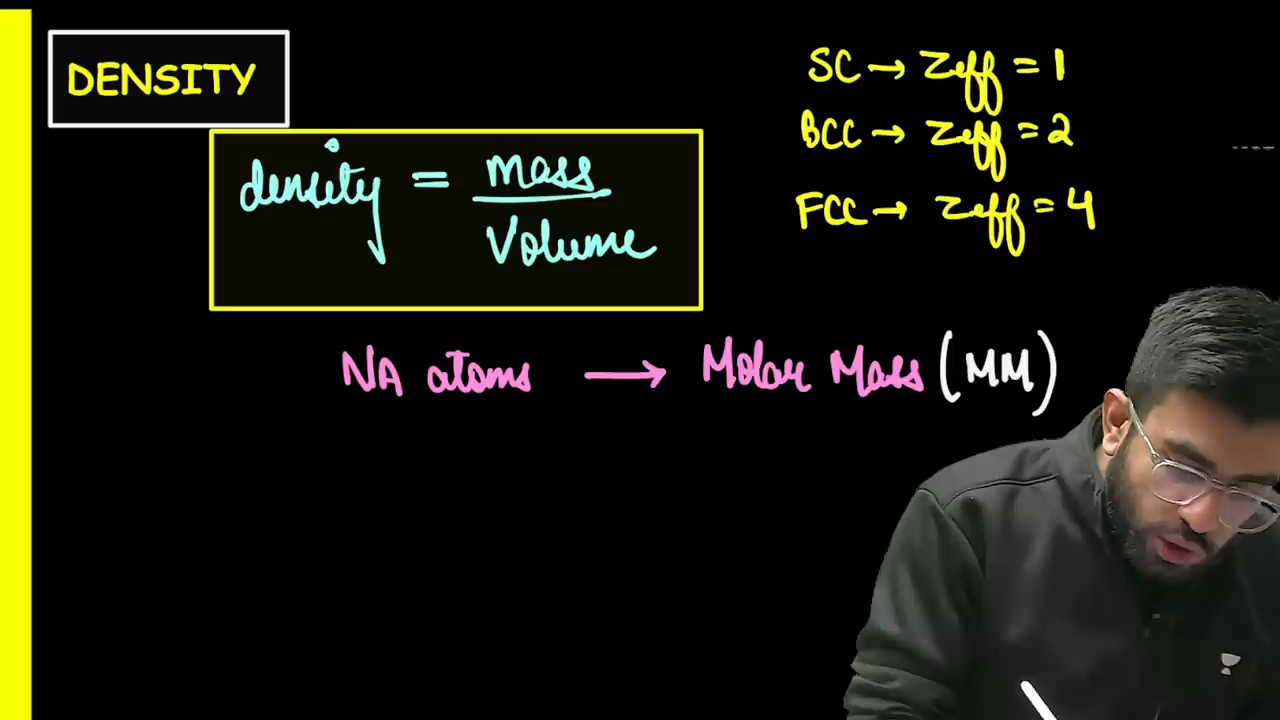 DENSITY
density = mass / Volume
SC → Zeff = 1
BCC → Zeff = 2
FCC → Zeff = 4
NA atoms → Molar Mass (MM)